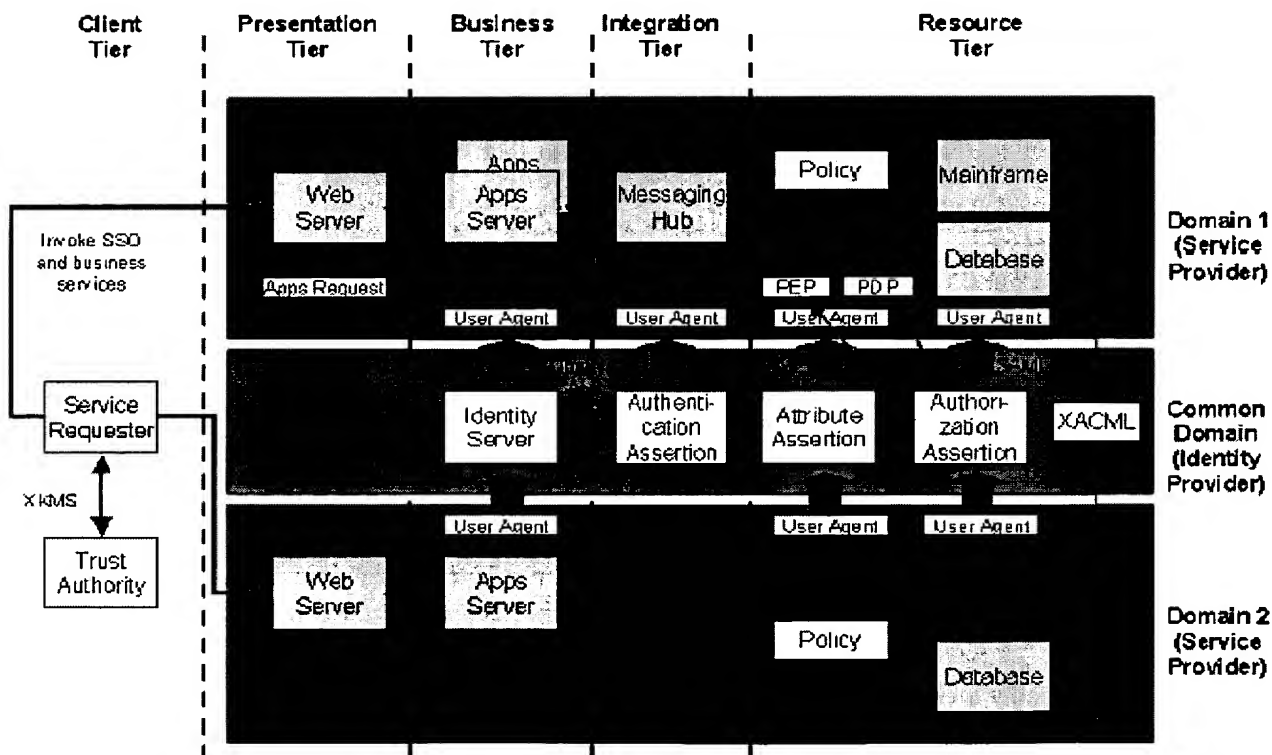 Client
Tier
Presentation
Tier
Business
Tier
Integration
Tier
Resource
Tier
Apps
Web
Server
Apps
Server
Messaging
Hub
Policy
Mainframe
Database
Invoke SSO
and business
services
Apps Request
PEP
PDP
User Agent
User Agent
User Agent
User Agent
Domain 1
(Service
Provider)
Service
Requester
Identity
Server
Authenti-
cation
Assertion
Attribute
Assertion
Authori-
zation
Assertion
XACML
Common
Domain
(Identity
Provider)
XKMS
Trust
Authority
User Agent
User Agent
User Agent
Web
Server
Apps
Server
Policy
Database
Domain 2
(Service
Provider)